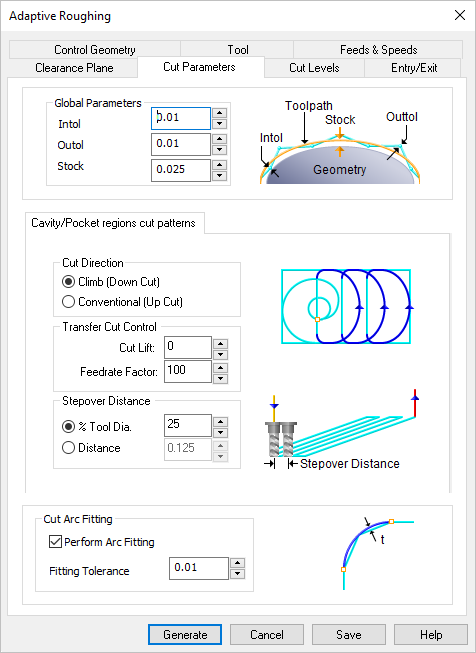 Adaptive Roughing
Control Geometry Tool Feeds & Speeds
Clearance Plane Cut Parameters Cut Levels Entry/Exit
Global Parameters
Intol 0.01
Outol 0.01
Stock 0.025
Toolpath
Stock
Outtol
Intol
Geometry
Cavity/Pocket regions cut patterns
Cut Direction
Climb (Down Cut)
Conventional (Up Cut)
Transfer Cut Control
Cut Lift: 0
Feedrate Factor: 100
Stepover Distance
% Tool Dia. 25
Distance 0.125
Stepover Distance
Cut Arc Fitting
Perform Arc Fitting
Fitting Tolerance 0.01
t
Generate Cancel Save Help